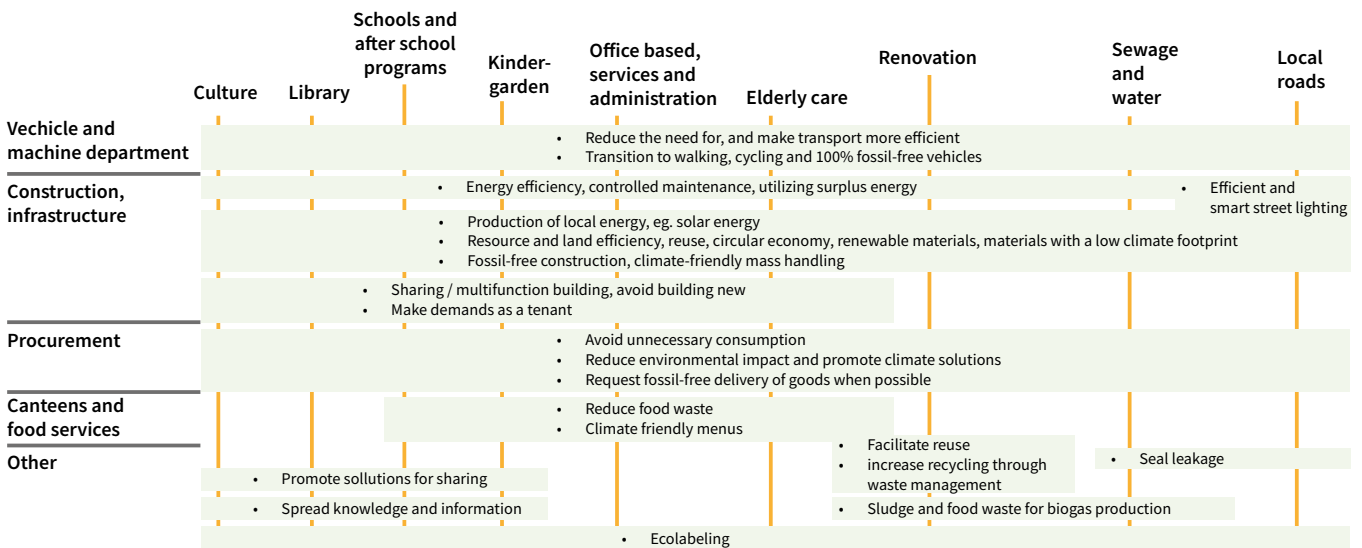 Culture
Library
Schools and
after school
programs
Kinder-
garden
Office based,
services and
administration
Elderly care
Renovation
Sewage
and
water
Local
roads
Vechicle and
machine department
• Reduce the need for, and make transport more efficient
• Transition to walking, cycling and 100% fossil-free vehicles
Construction,
infrastructure
• Energy efficiency, controlled maintenance, utilizing surplus energy
• Efficient and
smart street lighting
• Production of local energy, eg. solar energy
• Resource and land efficiency, reuse, circular economy, renewable materials, materials with a low climate footprint
• Fossil-free construction, climate-friendly mass handling
• Sharing / multifunction building, avoid building new
• Make demands as a tenant
Procurement
• Avoid unnecessary consumption
• Reduce environmental impact and promote climate solutions
• Request fossil-free delivery of goods when possible
Canteens and
food services
• Reduce food waste
• Climate friendly menus
Other
• Facilitate reuse
• increase recycling through
waste management
• Seal leakage
• Promote sollutions for sharing
• Spread knowledge and information
• Sludge and food waste for biogas production
• Ecolabeling